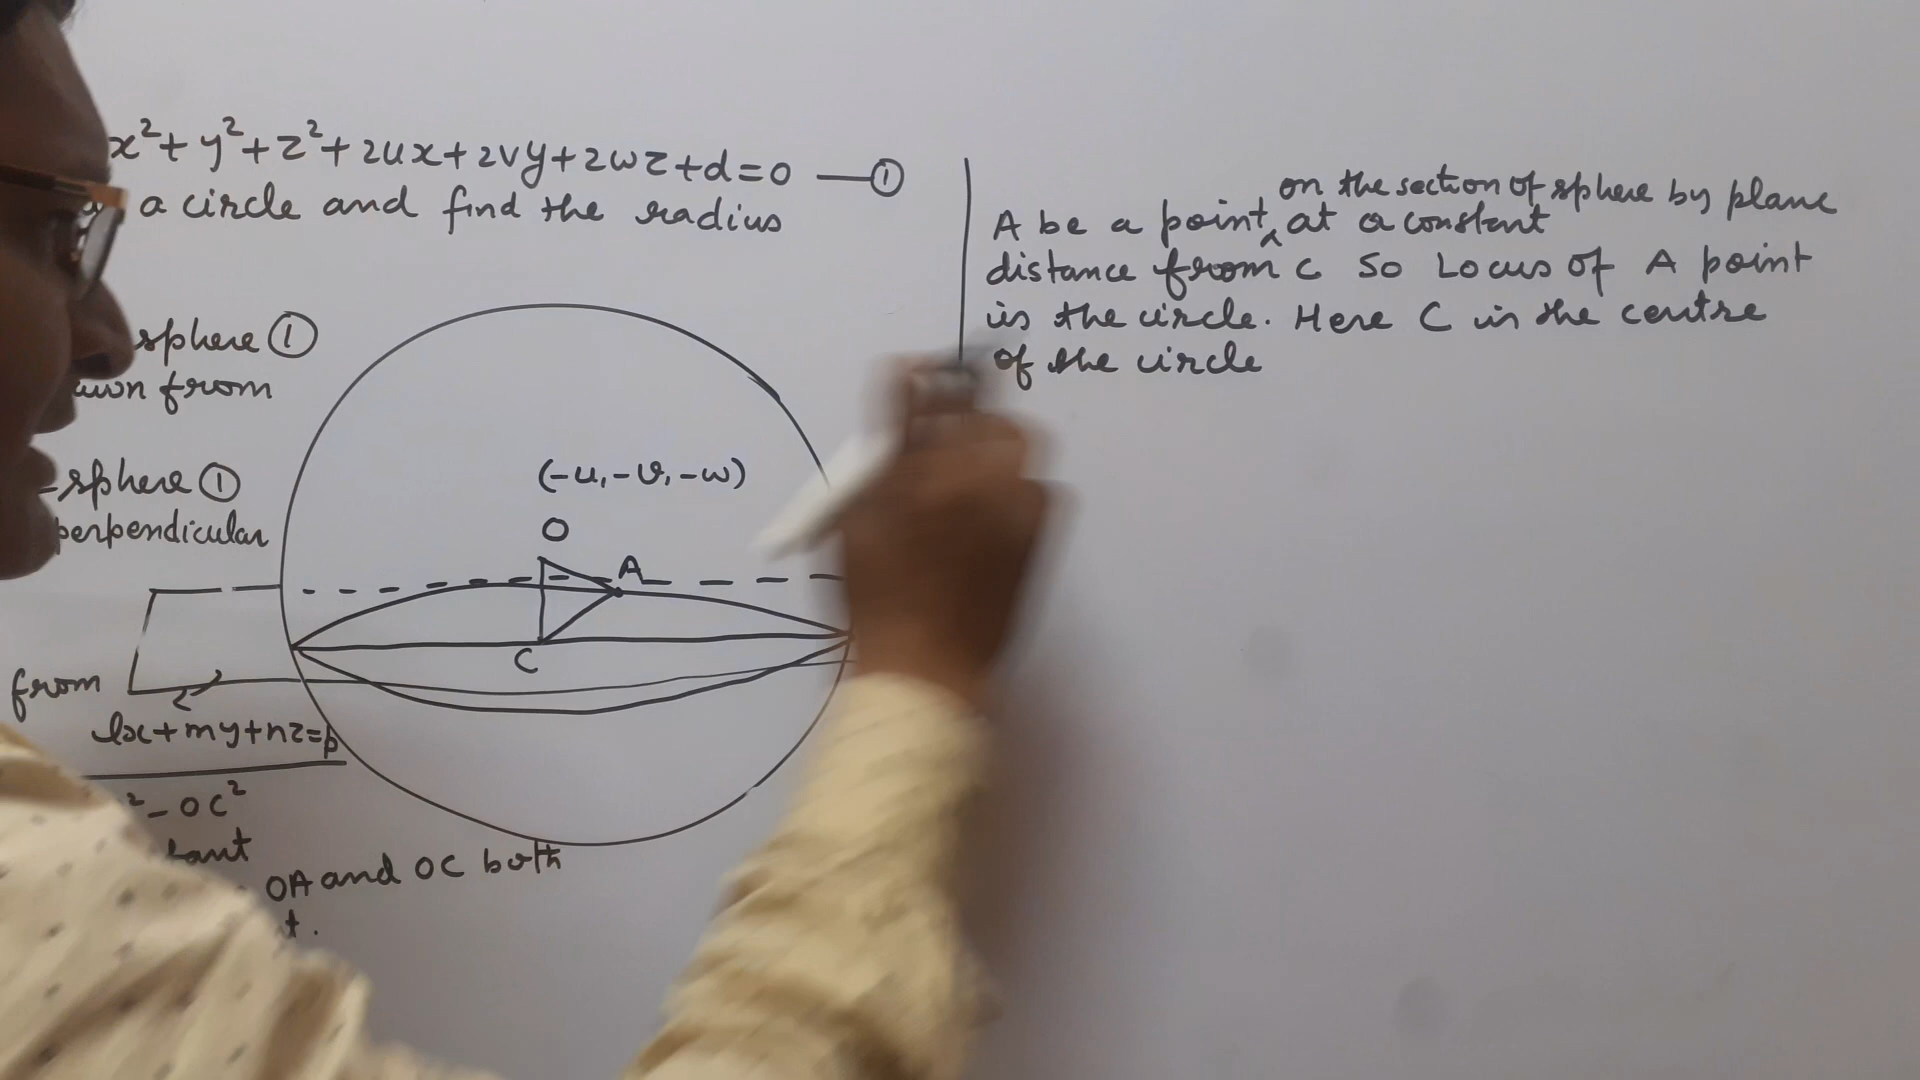 x²+ y²+z²+2ux+2vy+2wz+d=0 —①
a circle and find the radius
sphere ①
from
sphere ①
perpendicular
(-u,-v,-w)
O
A
C
from
lx+my+nz=p
²-OC²
OA and OC both
t.
on the section of sphere by plane
A be a point ^ at a constant
distance from C So Locus of A point
is the circle. Here C is the centre
of the circle